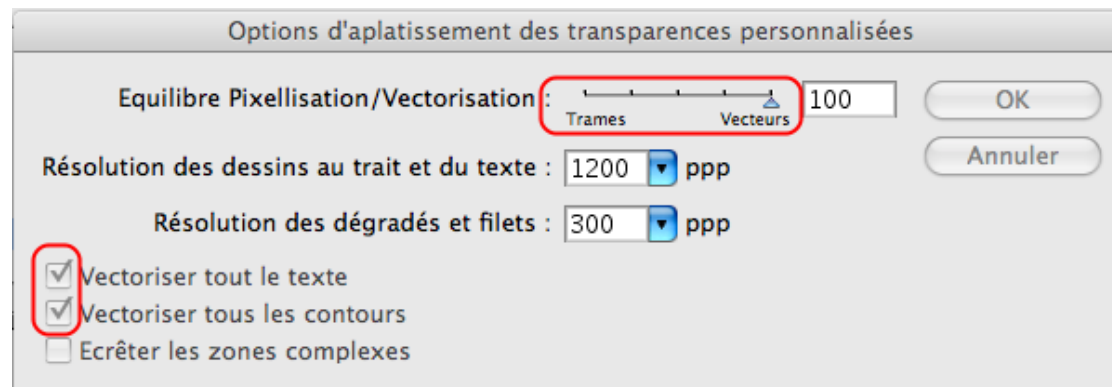 Options d'aplatissement des transparences personnalisées
Equilibre Pixellisation/Vectorisation : 100 OK
Trames Vecteurs
Résolution des dessins au trait et du texte : 1200 ppp Annuler
Résolution des dégradés et filets : 300 ppp
Vectoriser tout le texte
Vectoriser tous les contours
Ecrêter les zones complexes